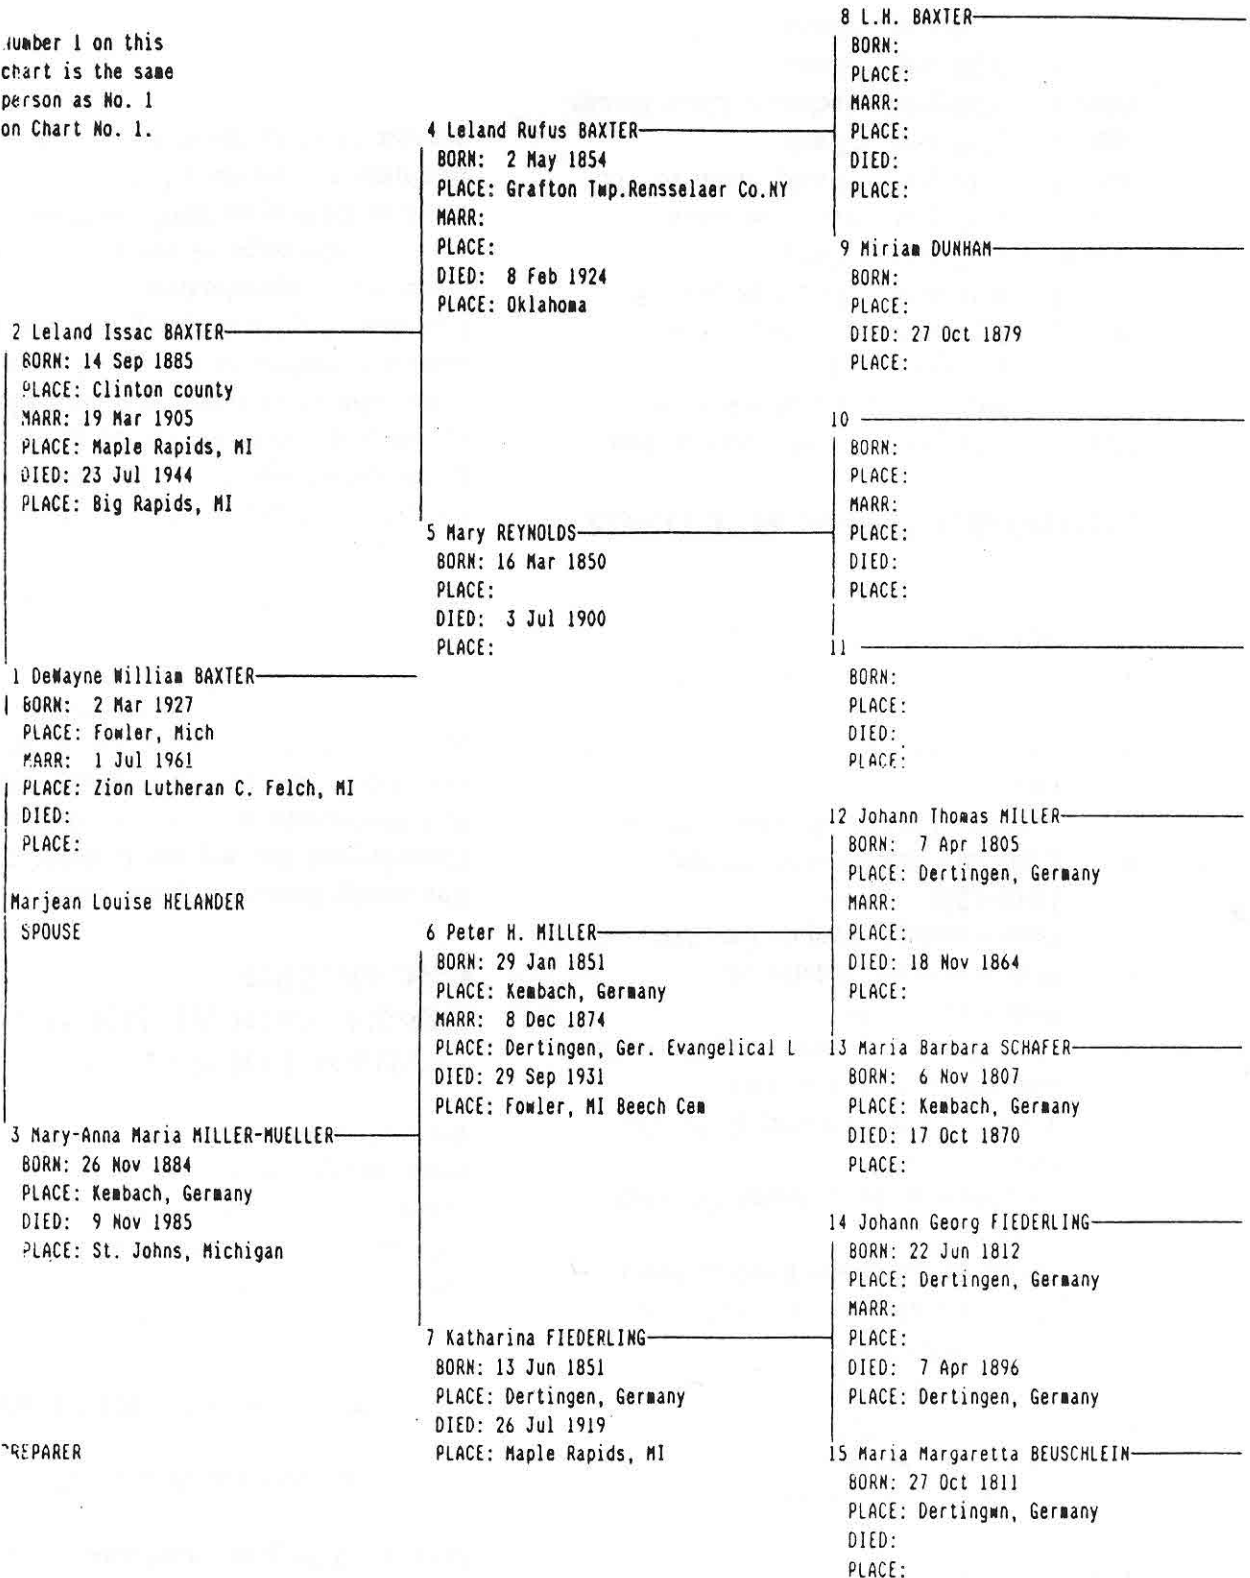 number 1 on this
chart is the same
person as No. 1
on Chart No. 1.
8 L.H. BAXTER
BORN:
PLACE:
MARR:
PLACE:
DIED:
PLACE:
4 Leland Rufus BAXTER
BORN: 2 May 1854
PLACE: Grafton Twp.Rensselaer Co.NY
MARR:
PLACE:
DIED: 8 Feb 1924
PLACE: Oklahoma
9 Miriam DUNHAM
BORN:
PLACE:
DIED: 27 Oct 1879
PLACE:
2 Leland Issac BAXTER
BORN: 14 Sep 1885
PLACE: Clinton county
MARR: 19 Mar 1905
PLACE: Maple Rapids, MI
DIED: 23 Jul 1944
PLACE: Big Rapids, MI
10
BORN:
PLACE:
MARR:
PLACE:
DIED:
PLACE:
5 Mary REYNOLDS
BORN: 16 Mar 1850
PLACE:
DIED: 3 Jul 1900
PLACE:
11
BORN:
PLACE:
DIED:
PLACE:
1 DeWayne William BAXTER
BORN: 2 Mar 1927
PLACE: Fowler, Mich
MARR: 1 Jul 1961
PLACE: Zion Lutheran C. Felch, MI
DIED:
PLACE:
Marjean Louise HELANDER
SPOUSE
12 Johann Thomas MILLER
BORN: 7 Apr 1805
PLACE: Dertingen, Germany
MARR:
PLACE:
DIED: 18 Nov 1864
PLACE:
6 Peter H. MILLER
BORN: 29 Jan 1851
PLACE: Kembach, Germany
MARR: 8 Dec 1874
PLACE: Dertingen, Ger. Evangelical L
DIED: 29 Sep 1931
PLACE: Fowler, MI Beech Cem
13 Maria Barbara SCHAFER
BORN: 6 Nov 1807
PLACE: Kembach, Germany
DIED: 17 Oct 1870
PLACE:
3 Mary-Anna Maria MILLER-MUELLER
BORN: 26 Nov 1884
PLACE: Kembach, Germany
DIED: 9 Nov 1985
PLACE: St. Johns, Michigan
14 Johann Georg FIEDERLING
BORN: 22 Jun 1812
PLACE: Dertingen, Germany
MARR:
PLACE:
DIED: 7 Apr 1896
PLACE: Dertingen, Germany
7 Katharina FIEDERLING
BORN: 13 Jun 1851
PLACE: Dertingen, Germany
DIED: 26 Jul 1919
PLACE: Maple Rapids, MI
15 Maria Margaretta BEUSCHLEIN
BORN: 27 Oct 1811
PLACE: Dertingwn, Germany
DIED:
PLACE:
PREPARER